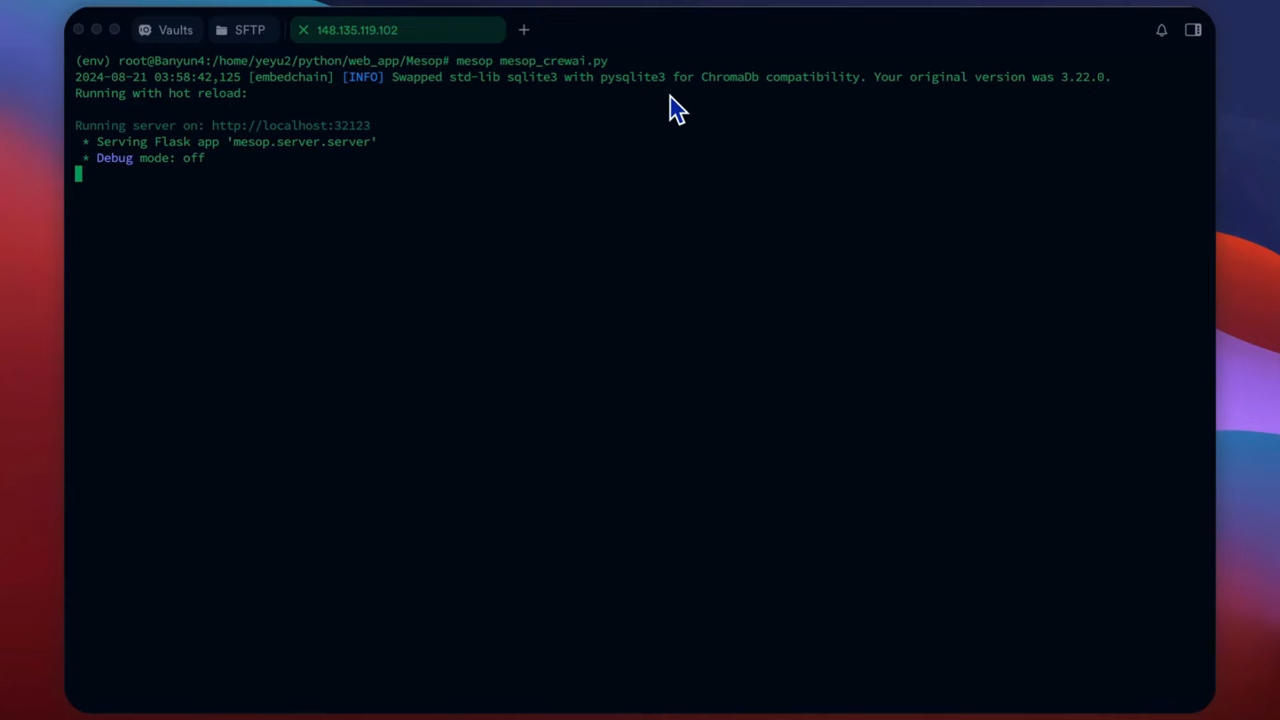 Vaults SFTP 148.135.119.102
(env) root@Banyun4:/home/yeyu2/python/web_app/Mesop# mesop mesop_crewai.py
2024-08-21 03:58:42,125 [embedchain] [INFO] Swapped std-lib sqlite3 with pysqlite3 for ChromaDb compatibility. Your original version was 3.22.0.
Running with hot reload:
Running server on: http://localhost:32123
* Serving Flask app 'mesop.server.server'
* Debug mode: off